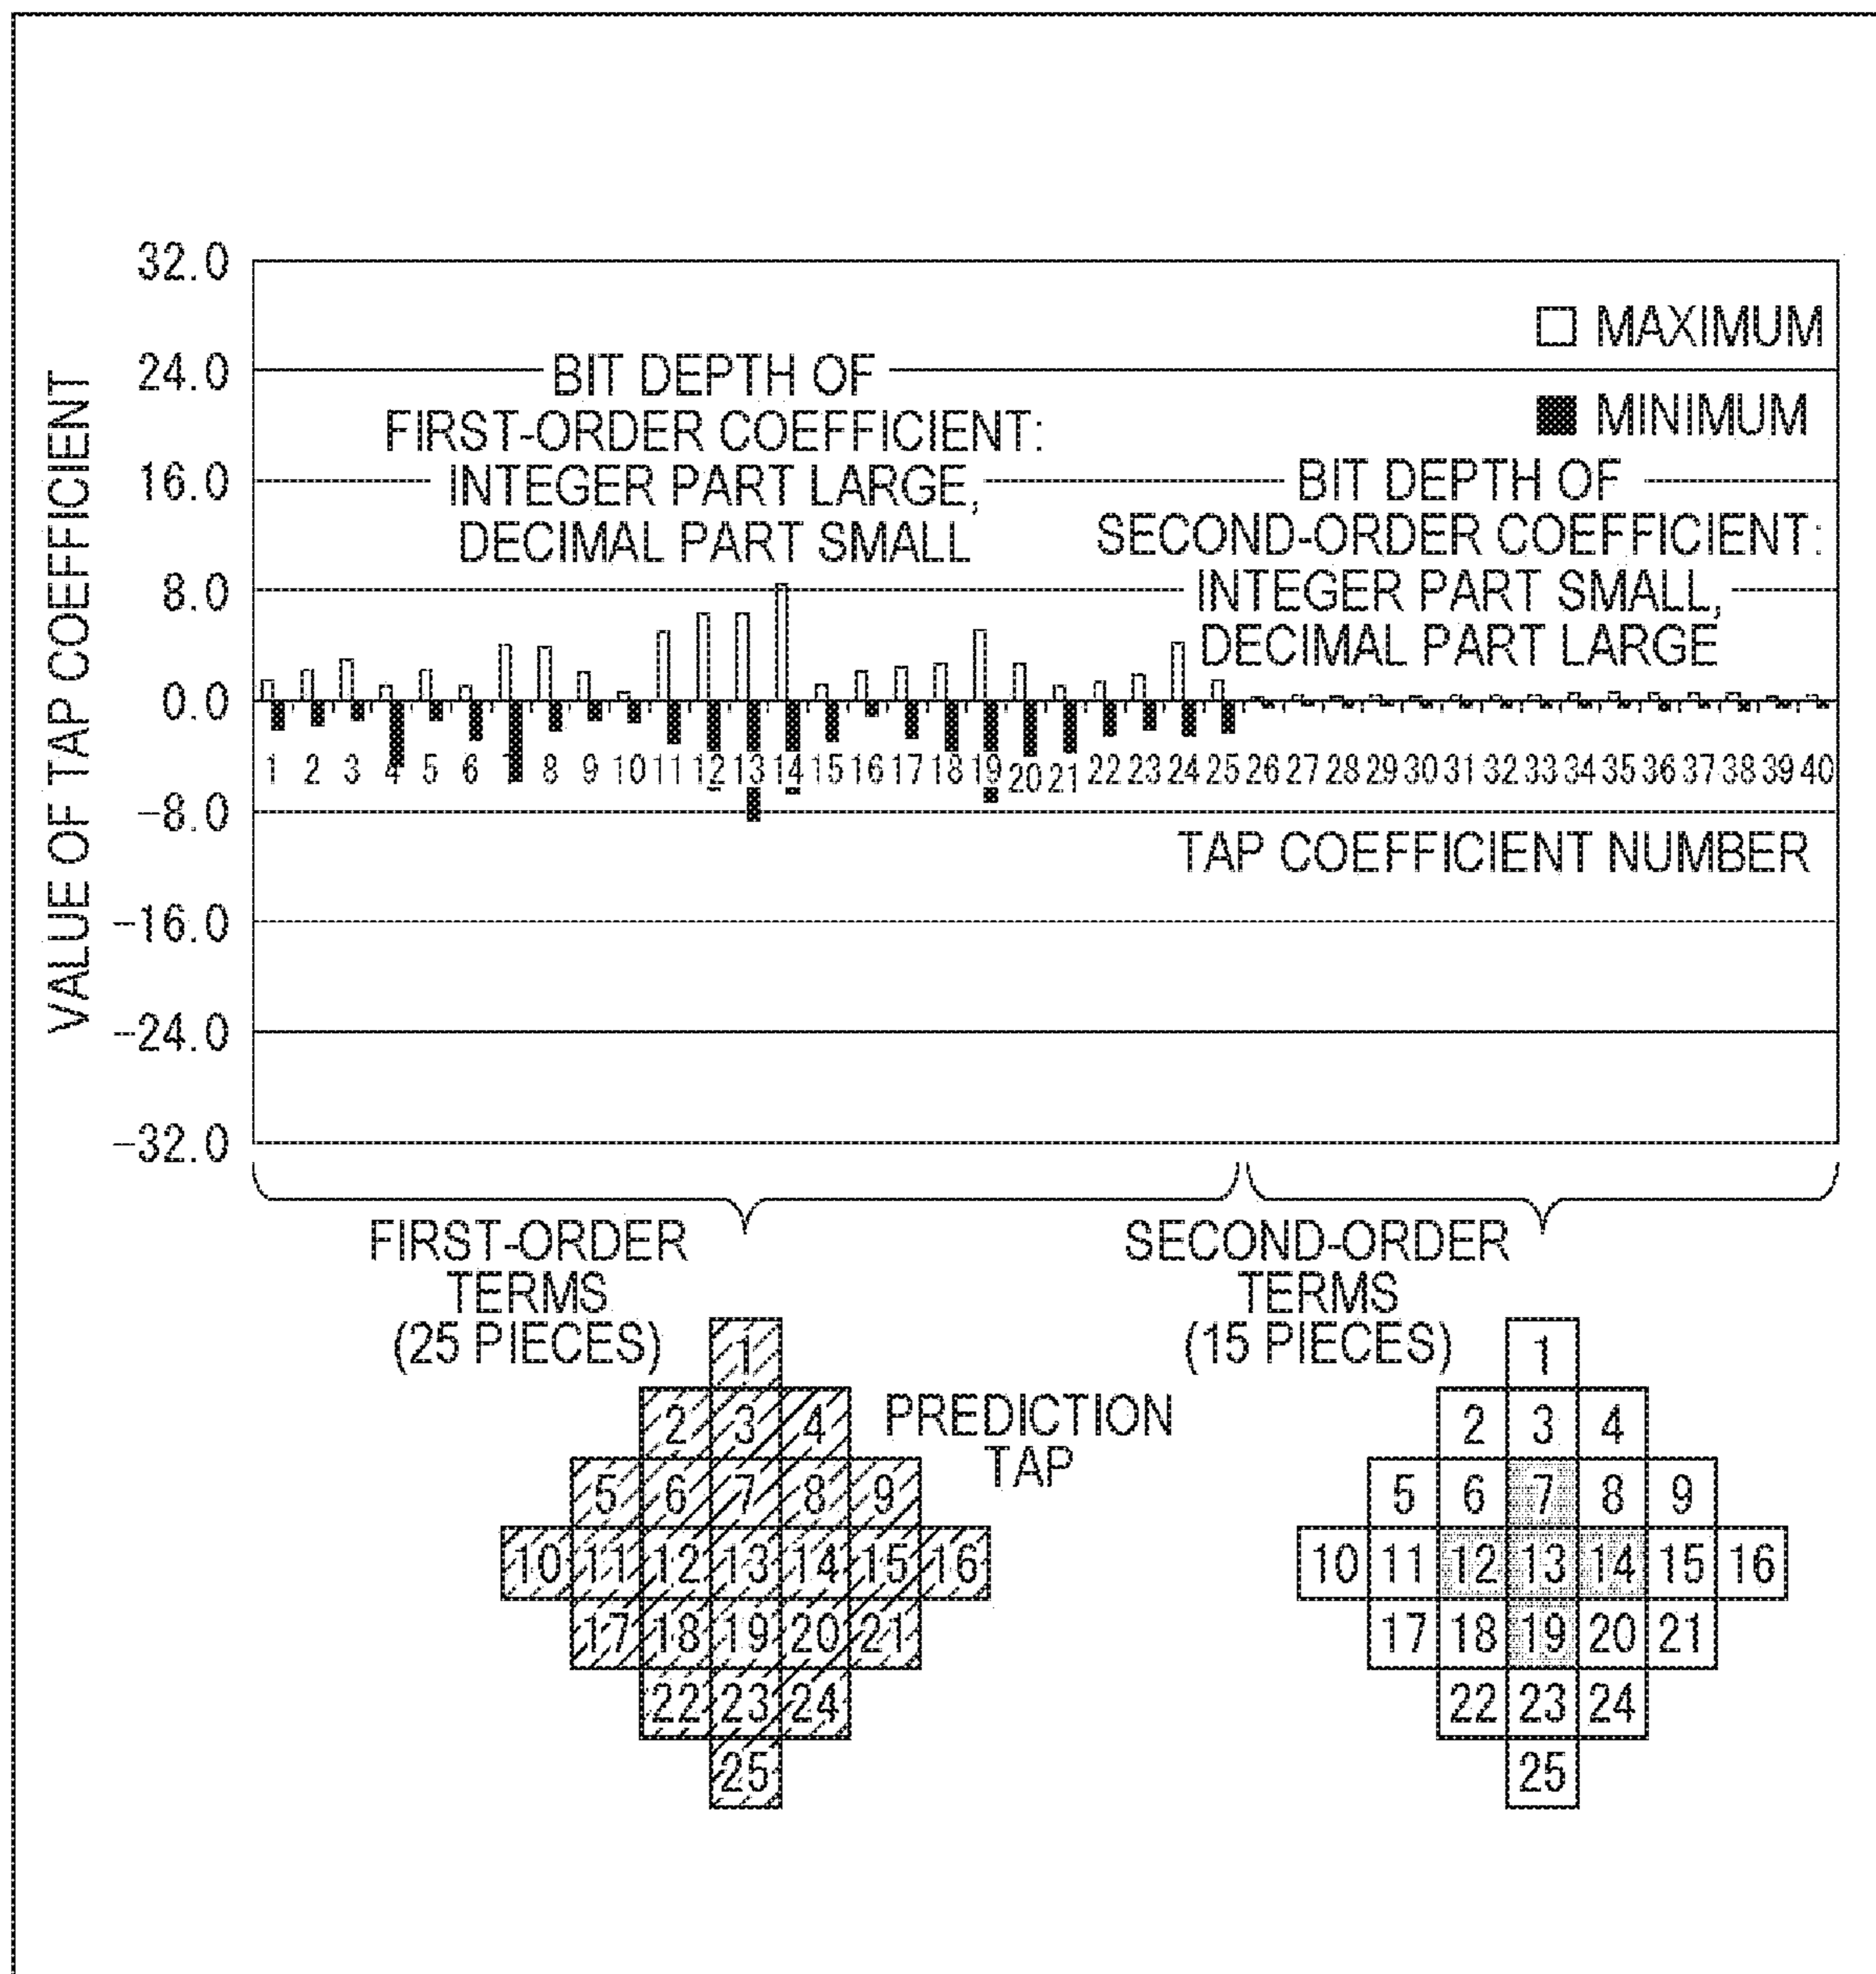 32.0
24.0
16.0
8.0
0.0
-8.0
-16.0
-24.0
-32.0
VALUE OF TAP COEFFICIENT
□ MAXIMUM
■ MINIMUM
BIT DEPTH OF
FIRST-ORDER COEFFICIENT:
INTEGER PART LARGE,
DECIMAL PART SMALL
BIT DEPTH OF
SECOND-ORDER COEFFICIENT:
INTEGER PART SMALL,
DECIMAL PART LARGE
1 2 3 4 5 6 7 8 9 10 11 12 13 14 15 16 17 18 19 20 21 22 23 24 25 26 27 28 29 30 31 32 33 34 35 36 37 38 39 40
TAP COEFFICIENT NUMBER
FIRST-ORDER
TERMS
(25 PIECES)
1
2 3 4
5 6 7 8 9
10 11 12 13 14 15 16
17 18 19 20 21
22 23 24
25
PREDICTION
TAP
SECOND-ORDER
TERMS
(15 PIECES)
1
2 3 4
5 6 7 8 9
10 11 12 13 14 15 16
17 18 19 20 21
22 23 24
25